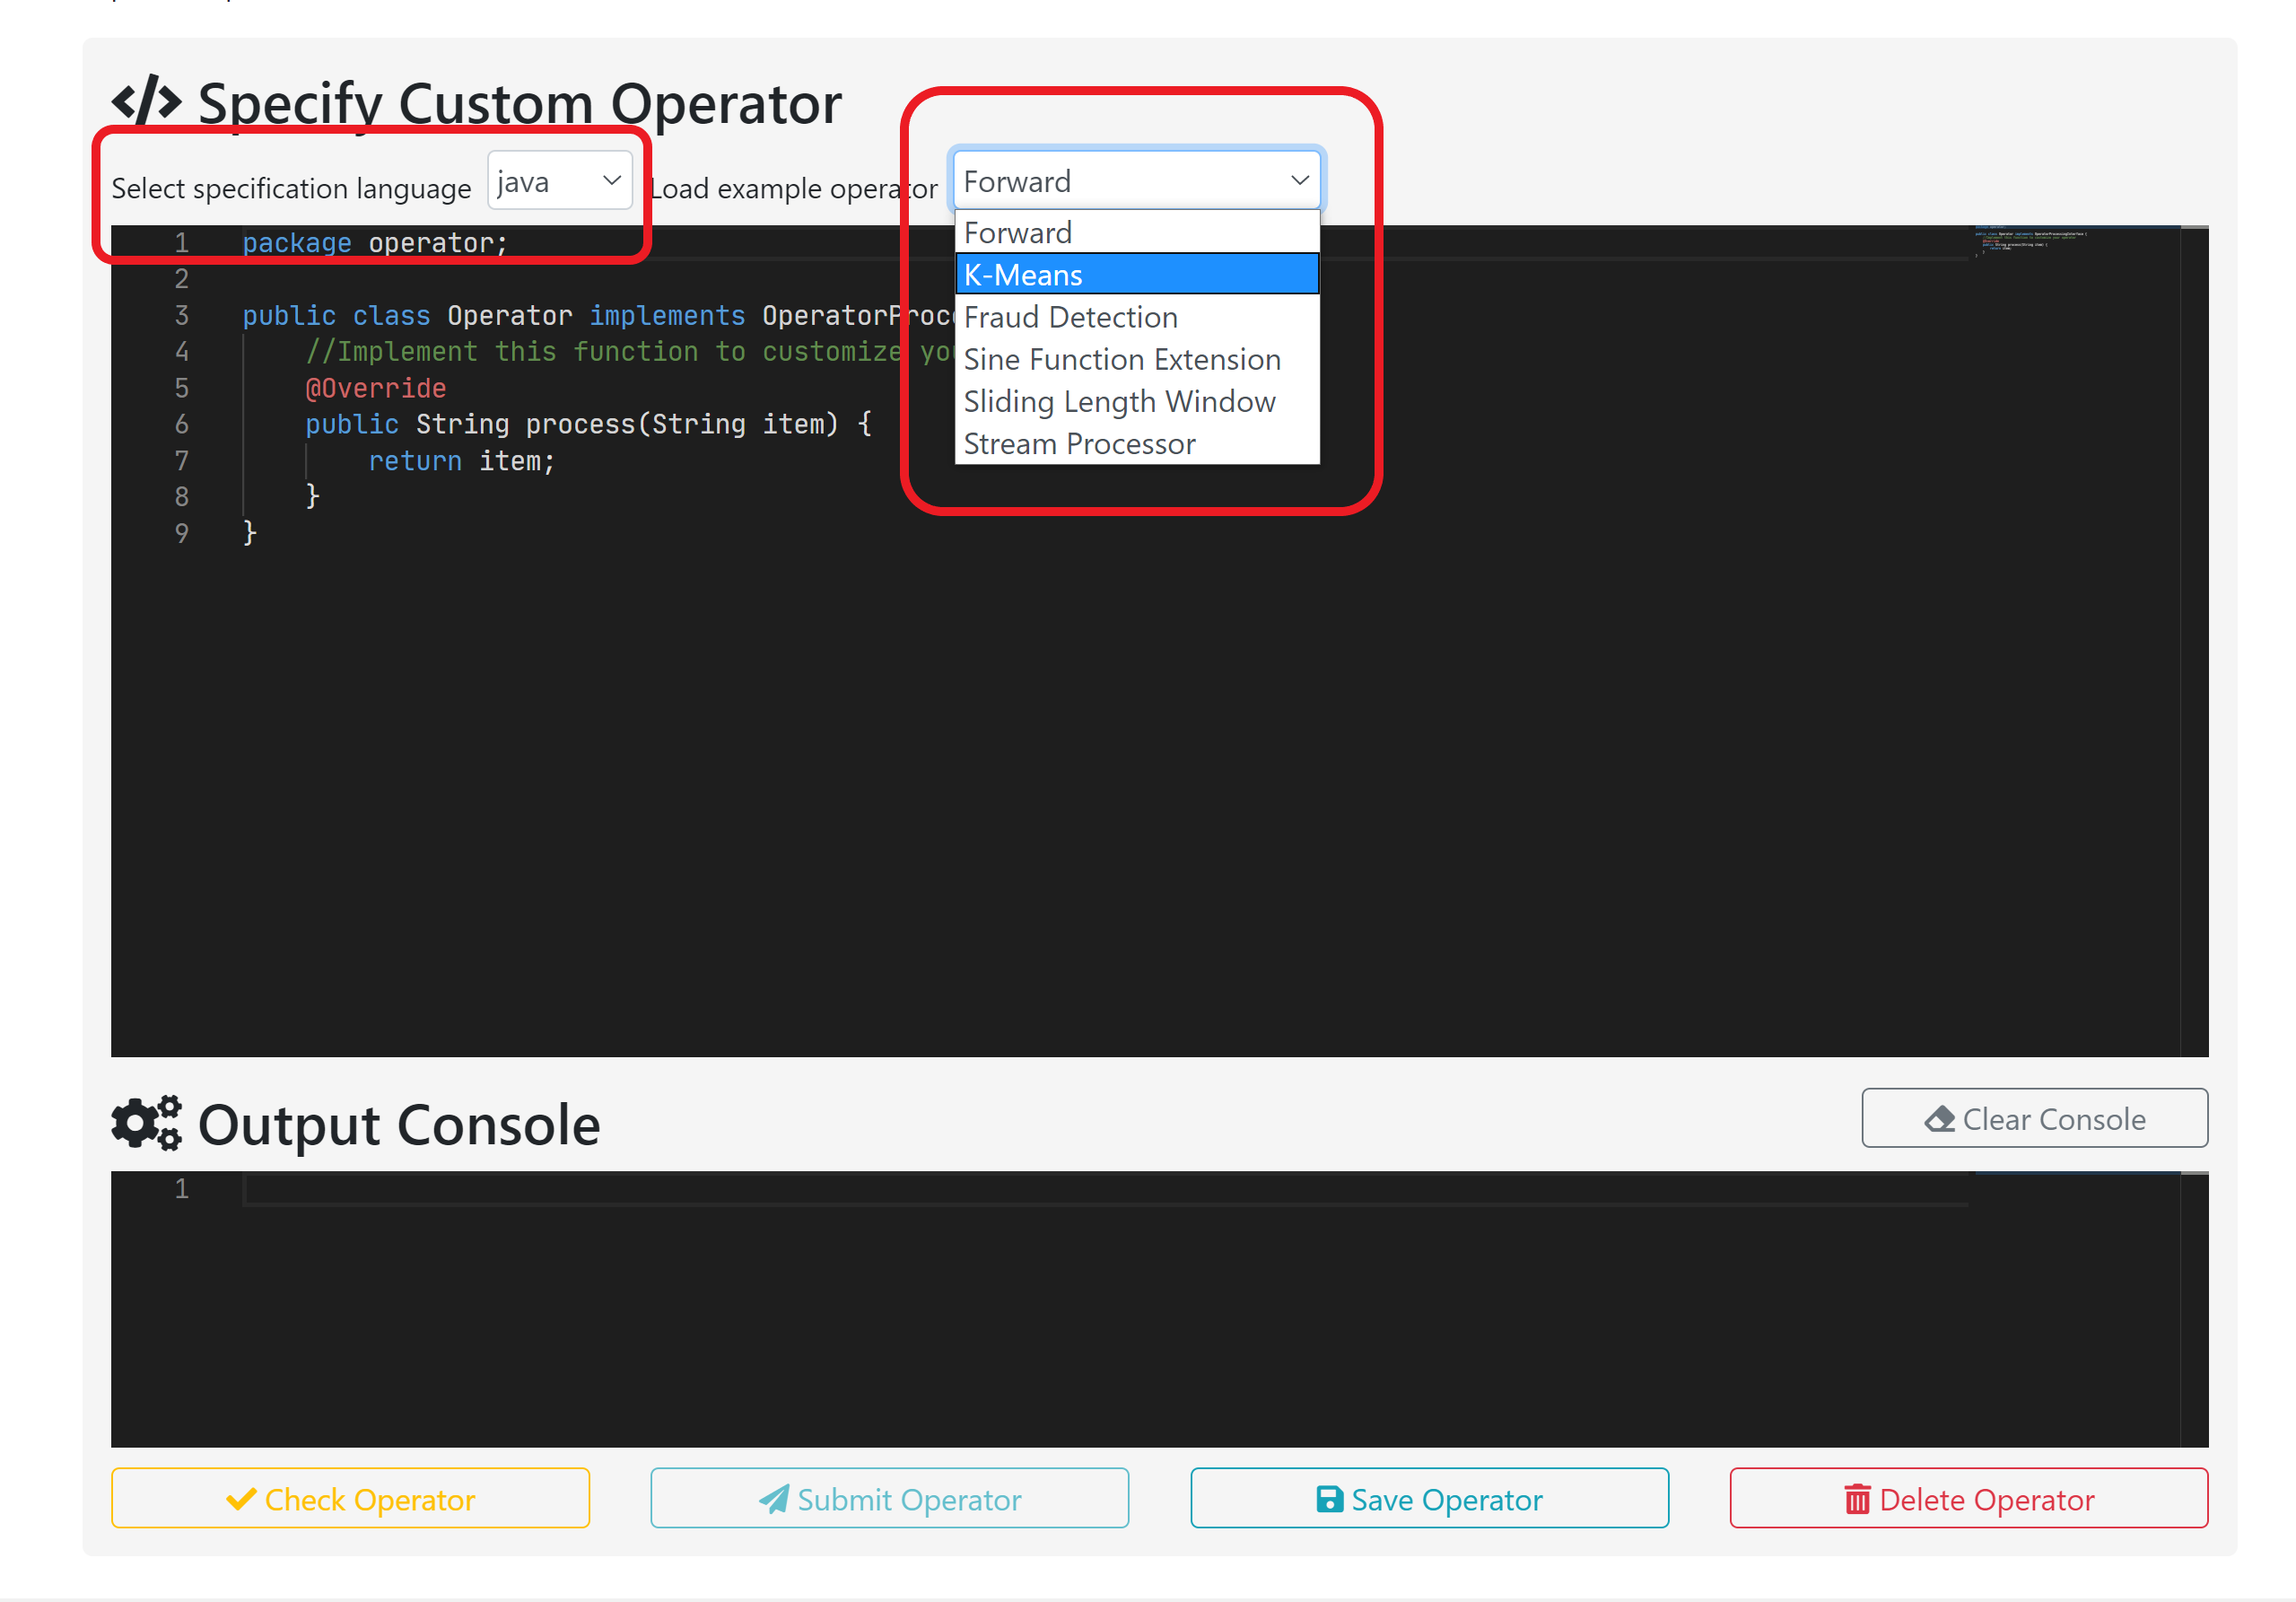 </> Specify Custom Operator
Select specification language java Load example operator Forward
Forward
K-Means
Fraud Detection
Sine Function Extension
Sliding Length Window
Stream Processor
1 package operator;
2
3 public class Operator implements OperatorProc
4 //Implement this function to customize yo
5 @Override
6 public String process(String item) {
7 return item;
8 }
9 }
Output Console
Clear Console
1
Check Operator
Submit Operator
Save Operator
Delete Operator